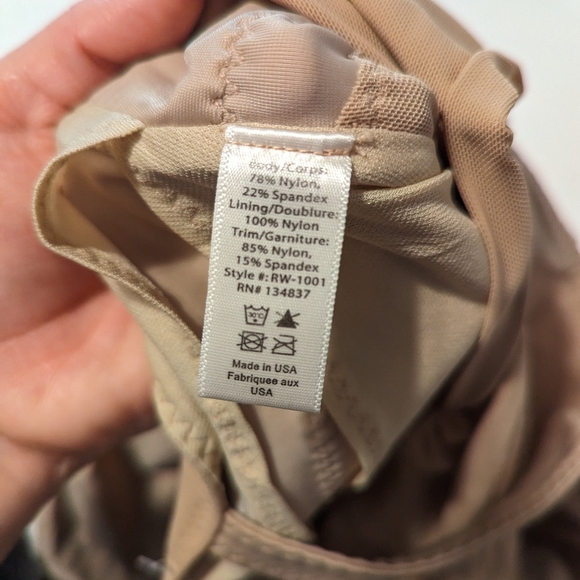 Body/Corps:
78% Nylon,
22% Spandex
Lining/Doublure:
100% Nylon
Trim/Garniture:
85% Nylon,
15% Spandex
Style #: RW-1001
RN# 134837
30°C
Made in USA
Fabriquee aux
USA